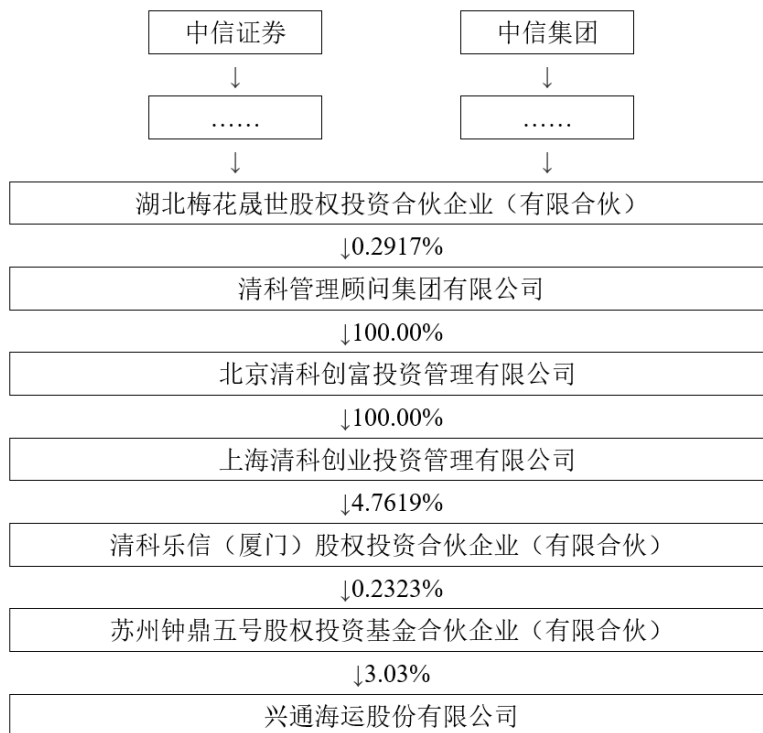 中信证券 中信集团
↓ ↓
…… ……
↓ ↓
湖北梅花晟世股权投资合伙企业（有限合伙）
↓0.2917%
清科管理顾问集团有限公司
↓100.00%
北京清科创富投资管理有限公司
↓100.00%
上海清科创业投资管理有限公司
↓4.7619%
清科乐信（厦门）股权投资合伙企业（有限合伙）
↓0.2323%
苏州钟鼎五号股权投资基金合伙企业（有限合伙）
↓3.03%
兴通海运股份有限公司